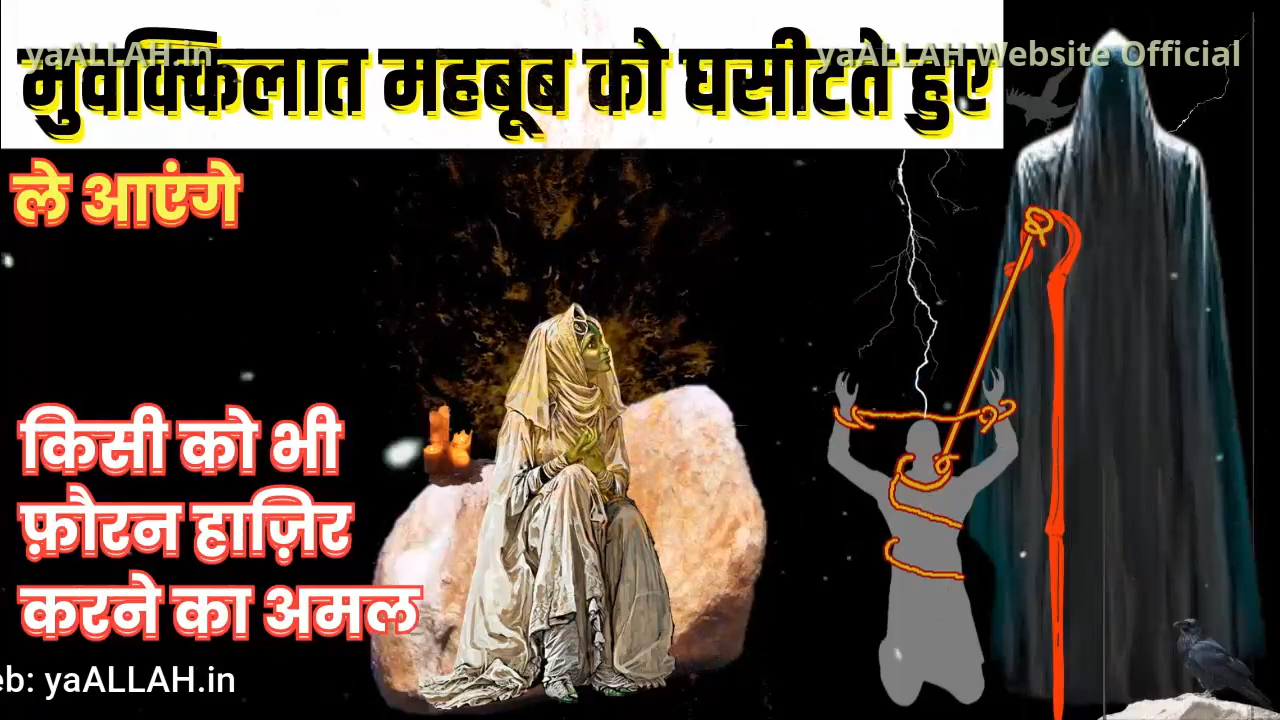 yaALLAH.in
yaALLAH Website Official
मुवक्किलात महबूब को घसीटते हुए
ले आएंगे
किसी को भी
फ़ौरन हाज़िर
करने का अमल
eb: yaALLAH.in